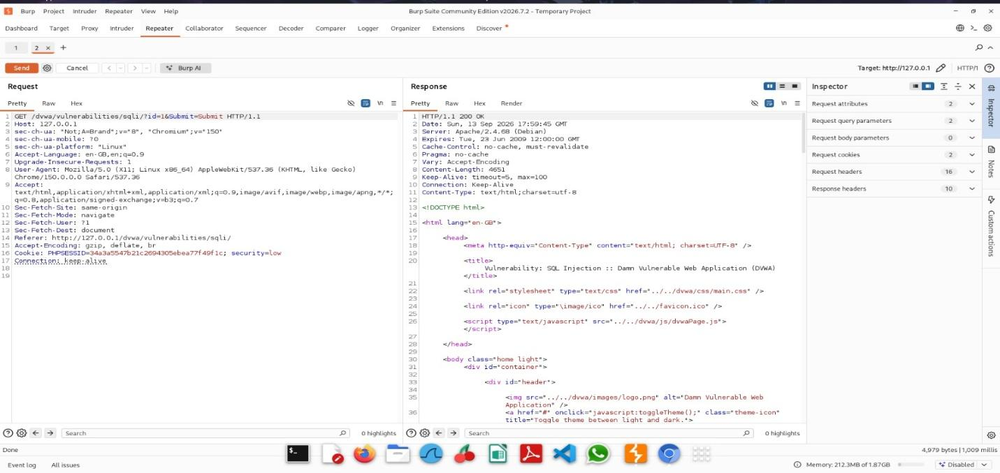 Burp Project Intruder Repeater View Help
Burp Suite Community Edition v2026.7.2 - Temporary Project
Dashboard Target Proxy Intruder Repeater Collaborator Sequencer Decoder Comparer Logger Organizer Extensions Discover
1 2 × +
Send Cancel < > Burp AI
Target: http://127.0.0.1 HTTP/1
Request
Pretty Raw Hex \n
1 GET /dvwa/vulnerabilities/sqli/?id=1&Submit=Submit HTTP/1.1
2 Host: 127.0.0.1
3 sec-ch-ua: "Not;A=Brand";v="8", "Chromium";v="150"
4 sec-ch-ua-mobile: ?0
5 sec-ch-ua-platform: "Linux"
6 Accept-Language: en-GB,en;q=0.9
7 Upgrade-Insecure-Requests: 1
8 User-Agent: Mozilla/5.0 (X11; Linux x86_64) AppleWebKit/537.36 (KHTML, like Gecko)
Chrome/150.0.0.0 Safari/537.36
9 Accept:
text/html,application/xhtml+xml,application/xml;q=0.9,image/avif,image/webp,image/apng,*/*;
q=0.8,application/signed-exchange;v=b3;q=0.7
10 Sec-Fetch-Site: same-origin
11 Sec-Fetch-Mode: navigate
12 Sec-Fetch-User: ?1
13 Sec-Fetch-Dest: document
14 Referer: http://127.0.0.1/dvwa/vulnerabilities/sqli/
15 Accept-Encoding: gzip, deflate, br
16 Cookie: PHPSESSID=34a3a5547b21c2694305ebea77f49f1c; security=low
17 Connection: keep-alive
18
19
Search 0 highlights
Response
Pretty Raw Hex Render \n
1 HTTP/1.1 200 OK
2 Date: Sun, 13 Sep 2026 17:59:45 GMT
3 Server: Apache/2.4.68 (Debian)
4 Expires: Tue, 23 Jun 2009 12:00:00 GMT
5 Cache-Control: no-cache, must-revalidate
6 Pragma: no-cache
7 Vary: Accept-Encoding
8 Content-Length: 4651
9 Keep-Alive: timeout=5, max=100
10 Connection: Keep-Alive
11 Content-Type: text/html;charset=utf-8
12
13 <!DOCTYPE html>
14
15 <html lang="en-GB">
16
17 <head>
18 <meta http-equiv="Content-Type" content="text/html; charset=UTF-8" />
19
20 <title>
Vulnerability: SQL Injection :: Damn Vulnerable Web Application (DVWA)
</title>
21
22 <link rel="stylesheet" type="text/css" href="../../dvwa/css/main.css" />
23
24 <link rel="icon" type="\image/ico" href="../../favicon.ico" />
25
26 <script type="text/javascript" src="../../dvwa/js/dvwaPage.js">
</script>
27
28 </head>
29
30 <body class="home light">
31 <div id="container">
32
33 <div id="header">
34
35 <img src="../../dvwa/images/logo.png" alt="Damn Vulnerable Web
Application" />
36 <a href="#" onclick="javascript:toggleTheme();" class="theme-icon"
title="Toggle theme between light and dark.">
Search 0 highlights
Inspector
Request attributes 2
Request query parameters 2
Request body parameters 0
Request cookies 2
Request headers 16
Response headers 10
Inspector
Notes
Custom actions
Done
4,979 bytes | 1,009 millis
Event log All issues
Memory: 212.3MB of 1.87GB
Disabled